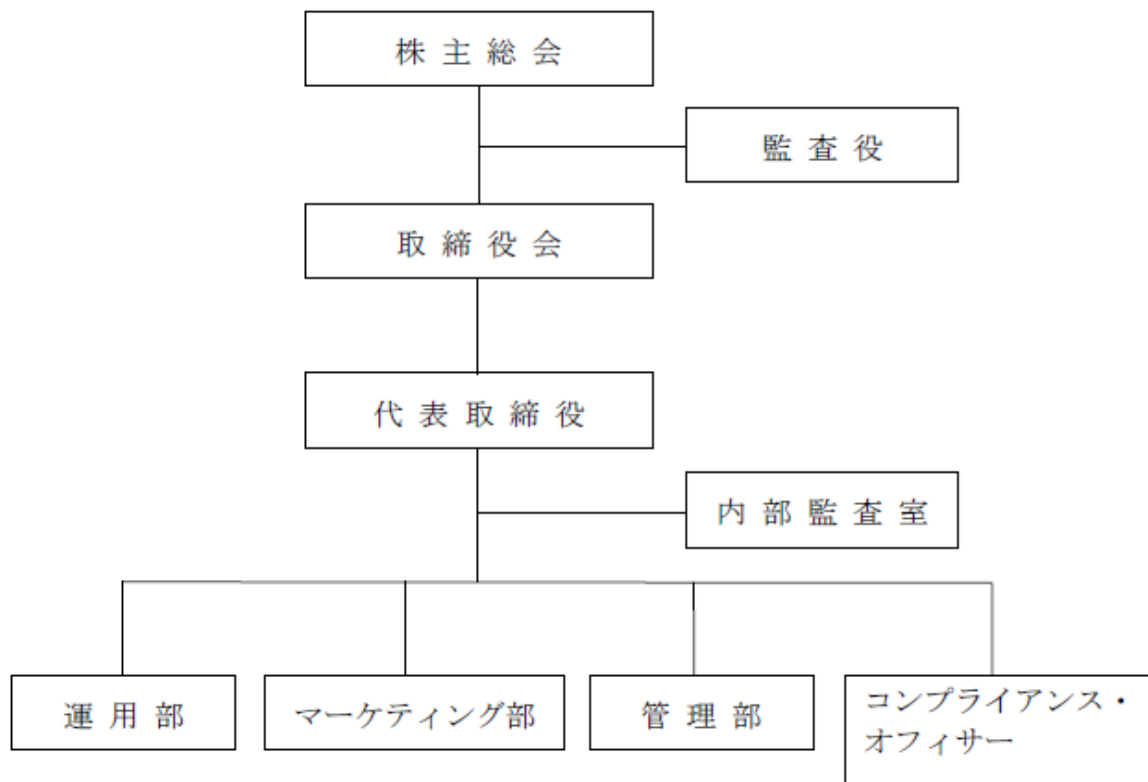 株主総会
監査役
取締役会
代表取締役
内部監査室
運用部
マーケティング部
管理部
コンプライアンス・
オフィサー